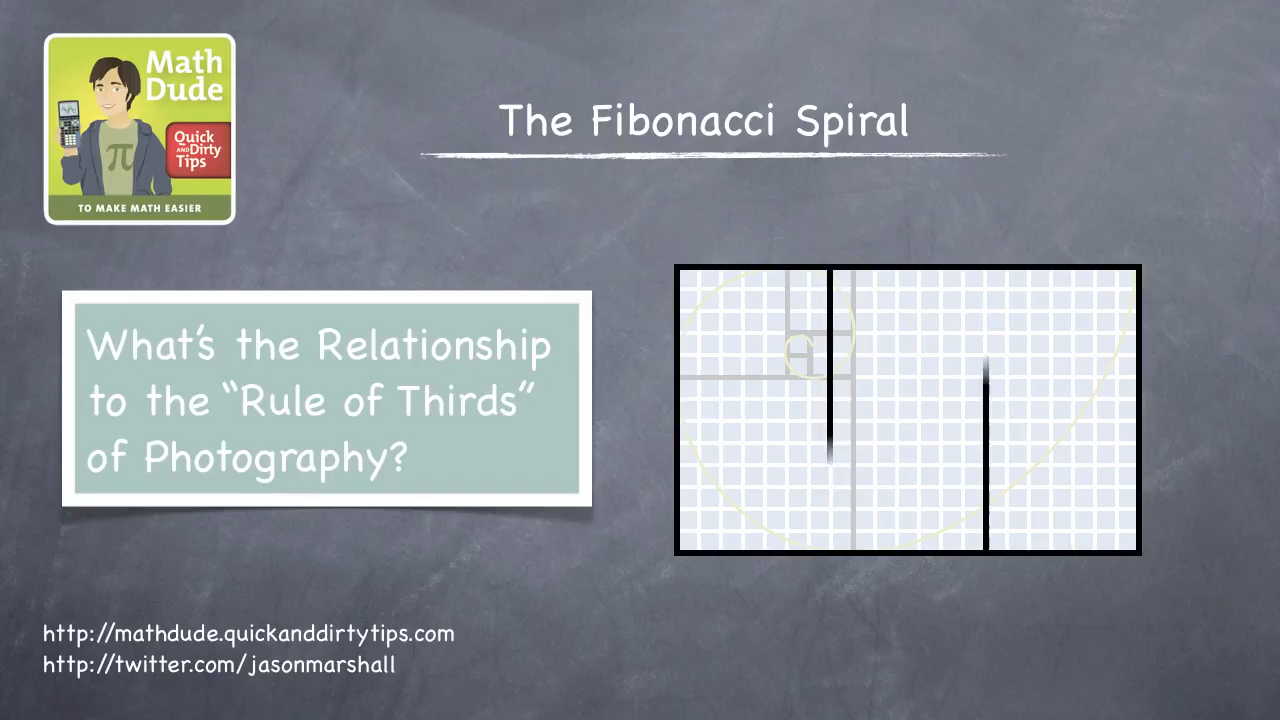 Math
Dude
Quick
AND Dirty
Tips
π
TO MAKE MATH EASIER
The Fibonacci Spiral
What's the Relationship
to the “Rule of Thirds”
of Photography?
http://mathdude.quickanddirtytips.com
http://twitter.com/jasonmarshall